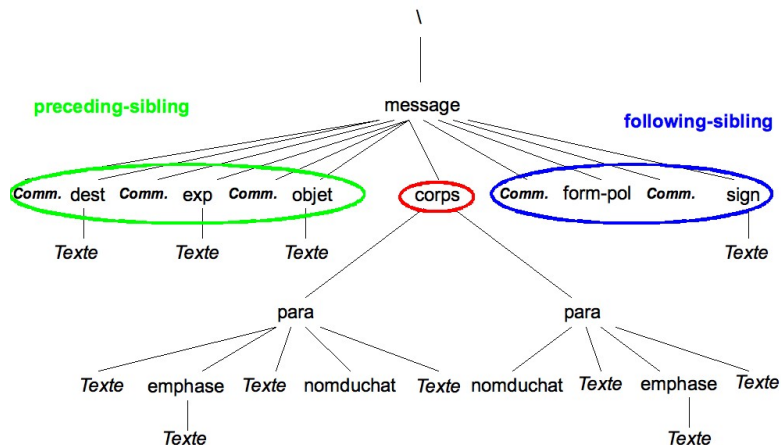 \
message
preceding-sibling
following-sibling
Comm. dest Comm. exp Comm. objet corps Comm. form-pol Comm. sign
Texte Texte Texte Texte
para para
Texte emphase Texte nomduchat Texte nomduchat Texte emphase Texte
Texte Texte